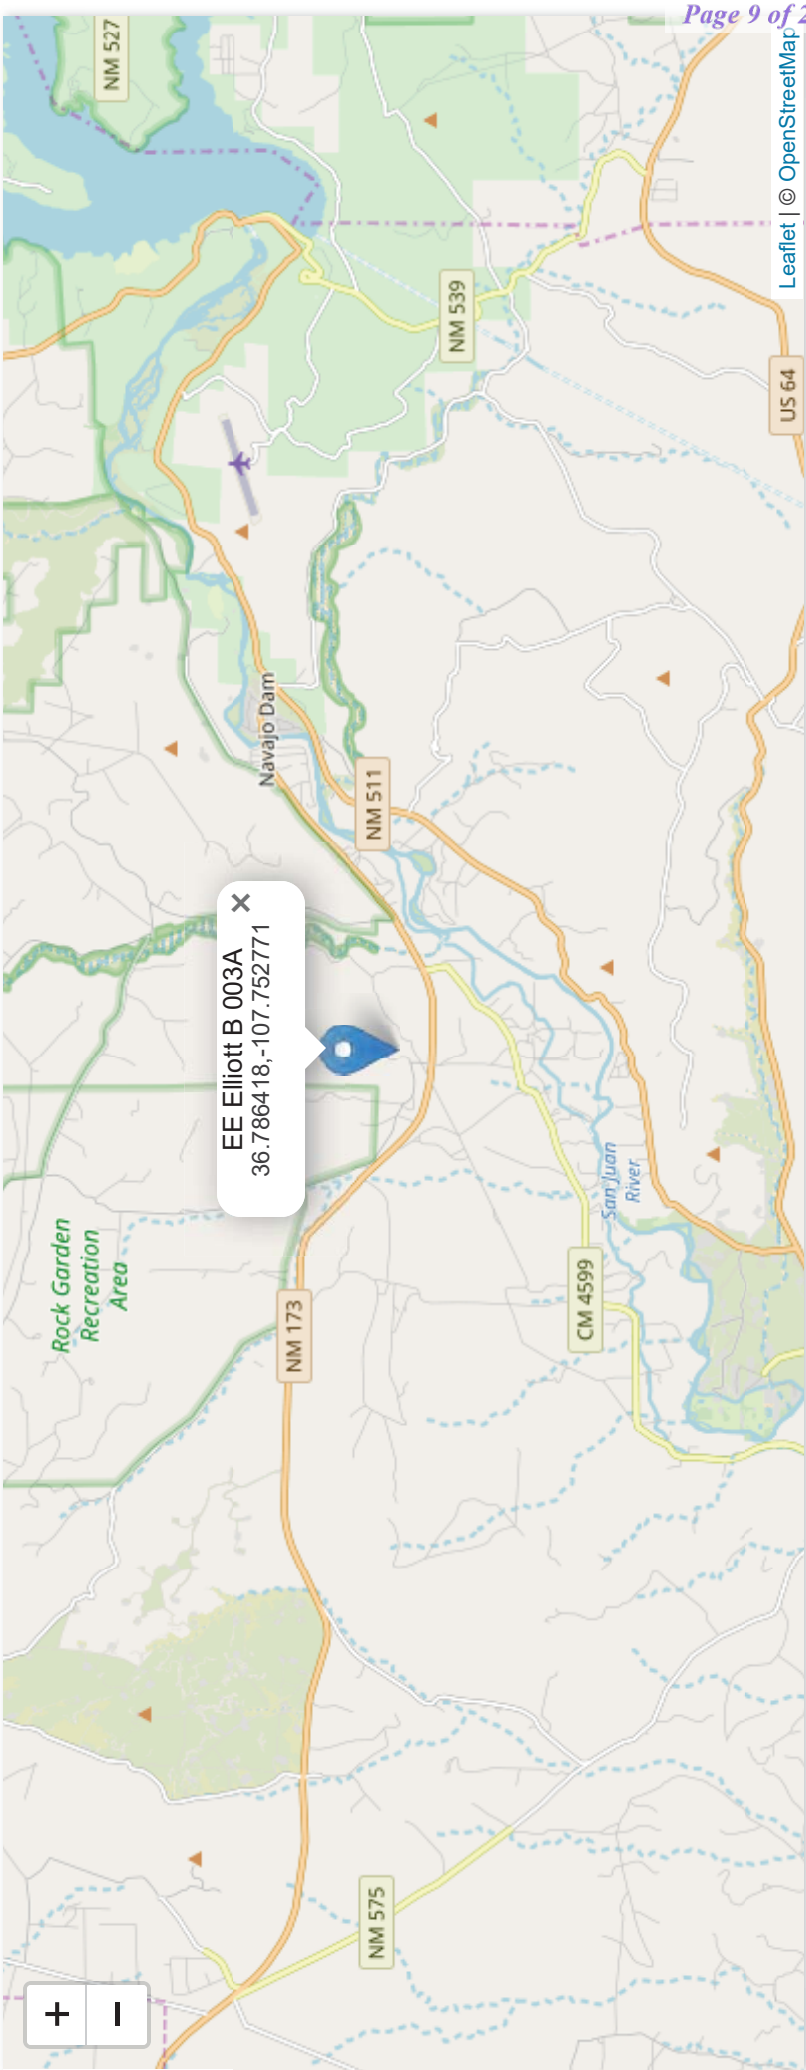 Page 9 of 2
NM 527
Leaflet | © OpenStreetMap
NM 539
US 64
Navajo Dam
NM 511
EE Elliott B 003A ×
36.786418,-107.752771
San Juan
River
Rock Garden
Recreation
Area
NM 173
CM 4599
NM 575
+
−